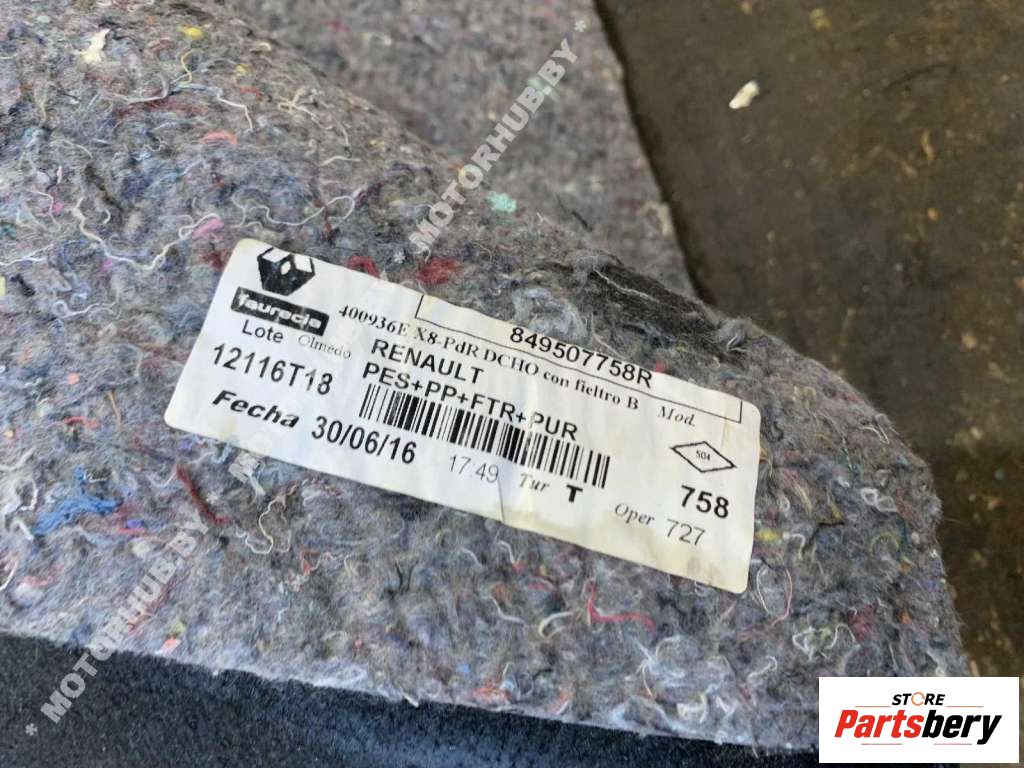 849507758R
400936E X8-PdR DCHO con fieltro B
Mod.
faurecia
Lote Olmedo
RENAULT
PES+PP+FTR+PUR
12116T18
504
758
Fecha 30/06/16
17:49 Tur T
Oper 727
* MOTORHUB.BY *
* MOTORHUB.BY *
STORE
Partsbery